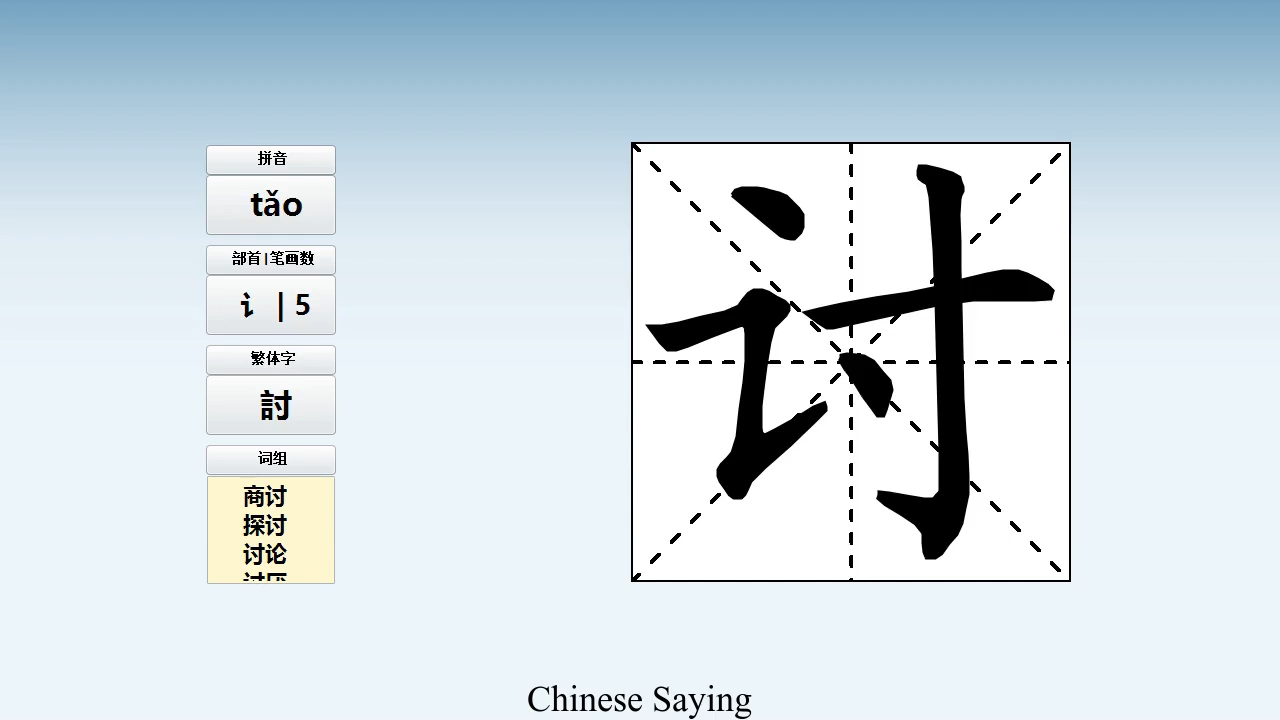 拼音
tǎo
部首|笔画数
讠 | 5
繁体字
討
词组
商讨
探讨
讨论
讨
Chinese Saying